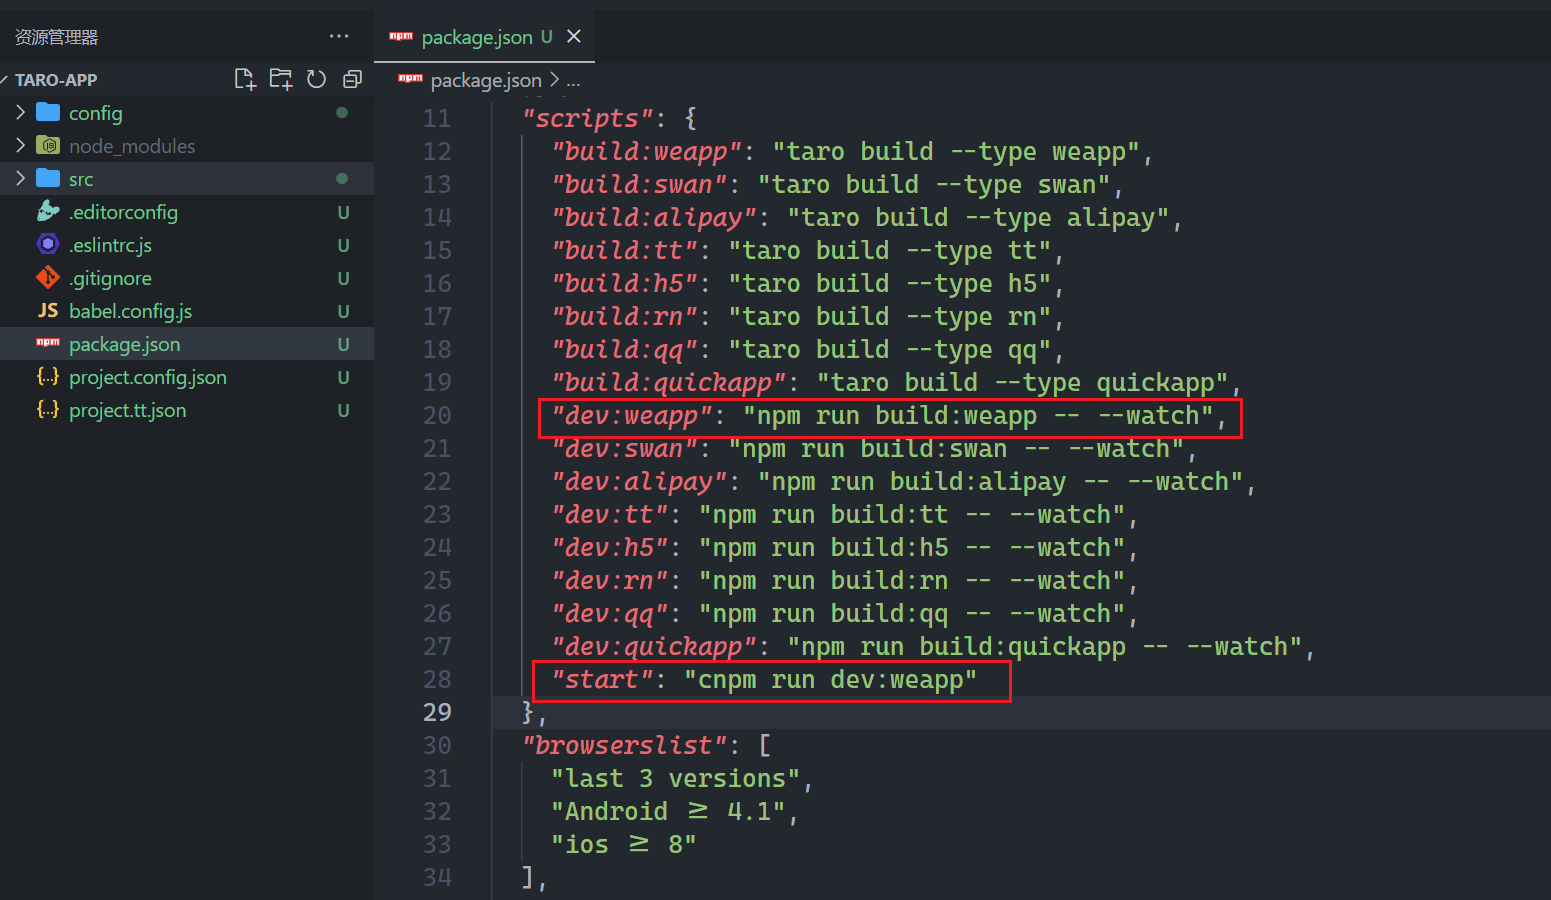 资源管理器
TARO-APP
config
node_modules
src
.editorconfig U
.eslintrc.js U
.gitignore U
JS babel.config.js U
package.json U
{...} project.config.json U
{...} project.tt.json U
package.json U
package.json > ...
11 "scripts": {
12 "build:weapp": "taro build --type weapp",
13 "build:swan": "taro build --type swan",
14 "build:alipay": "taro build --type alipay",
15 "build:tt": "taro build --type tt",
16 "build:h5": "taro build --type h5",
17 "build:rn": "taro build --type rn",
18 "build:qq": "taro build --type qq",
19 "build:quickapp": "taro build --type quickapp",
20 "dev:weapp": "npm run build:weapp -- --watch",
21 "dev:swan": "npm run build:swan -- --watch",
22 "dev:alipay": "npm run build:alipay -- --watch",
23 "dev:tt": "npm run build:tt -- --watch",
24 "dev:h5": "npm run build:h5 -- --watch",
25 "dev:rn": "npm run build:rn -- --watch",
26 "dev:qq": "npm run build:qq -- --watch",
27 "dev:quickapp": "npm run build:quickapp -- --watch",
28 "start": "cnpm run dev:weapp"
29 },
30 "browserslist": [
31 "last 3 versions",
32 "Android ≥ 4.1",
33 "ios ≥ 8"
34 ],